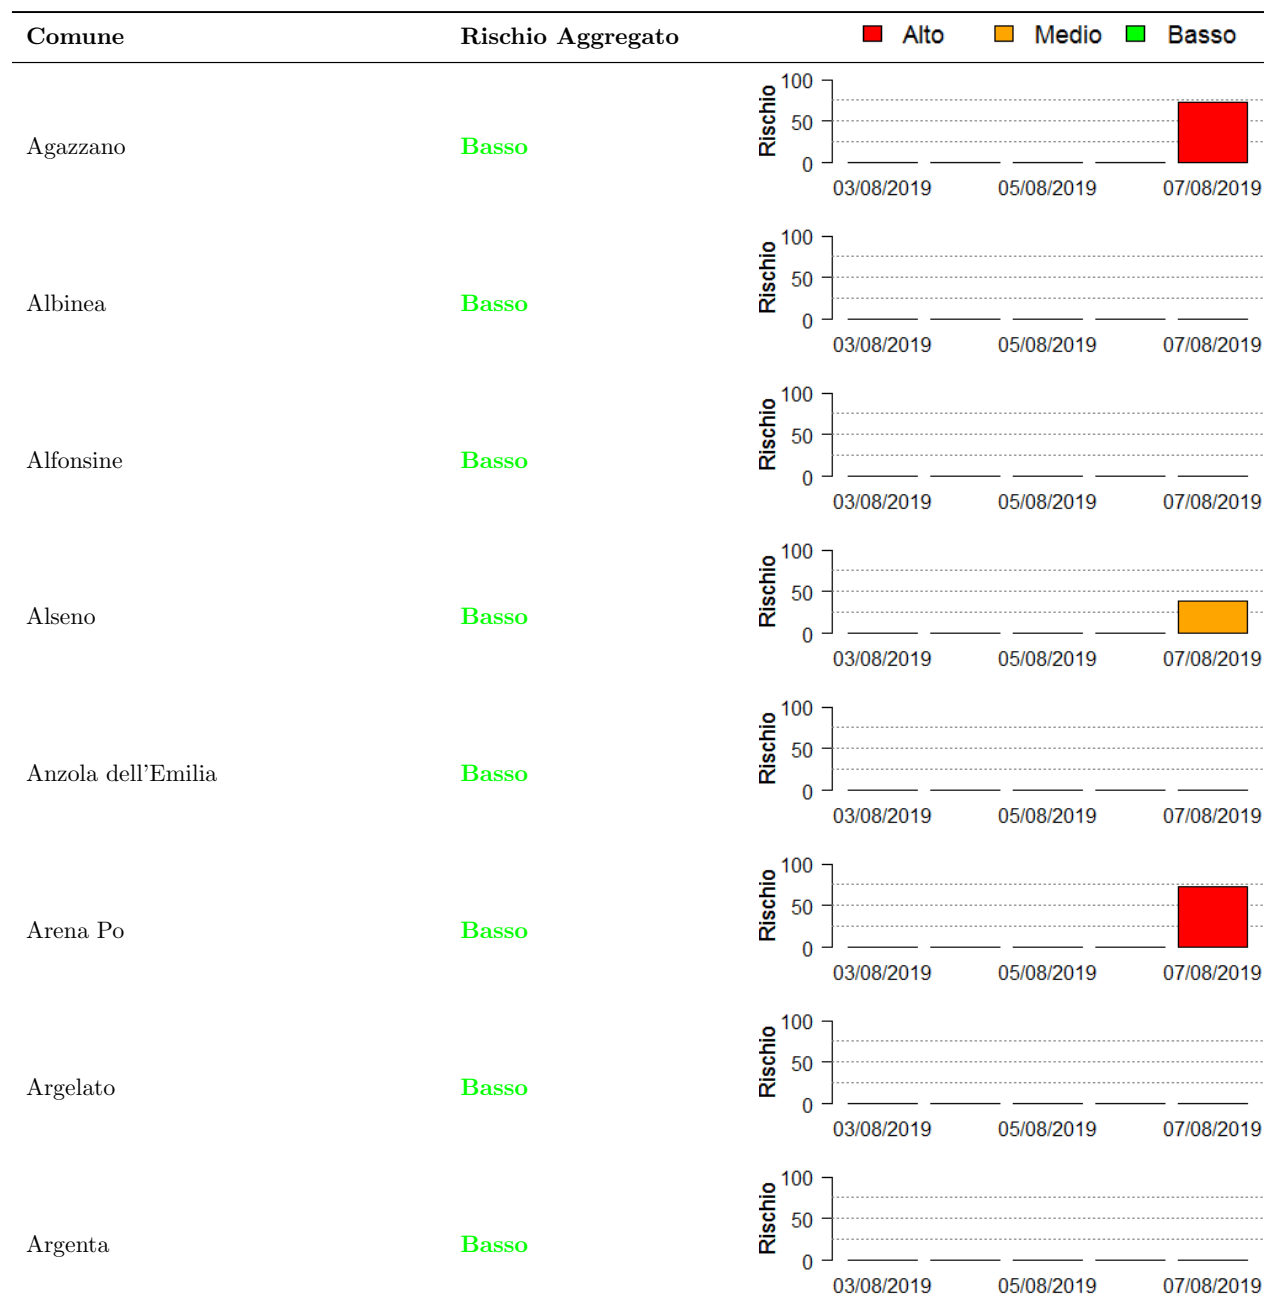 Comune Rischio Aggregato Alto Medio Basso
100
50
0
Rischio
Agazzano Basso
03/08/2019 05/08/2019 07/08/2019
100
50
0
Rischio
Albinea Basso
03/08/2019 05/08/2019 07/08/2019
100
50
0
Rischio
Alfonsine Basso
03/08/2019 05/08/2019 07/08/2019
100
50
0
Rischio
Alseno Basso
03/08/2019 05/08/2019 07/08/2019
100
50
0
Rischio
Anzola dell'Emilia Basso
03/08/2019 05/08/2019 07/08/2019
100
50
0
Rischio
Arena Po Basso
03/08/2019 05/08/2019 07/08/2019
100
50
0
Rischio
Argelato Basso
03/08/2019 05/08/2019 07/08/2019
100
50
0
Rischio
Argenta Basso
03/08/2019 05/08/2019 07/08/2019